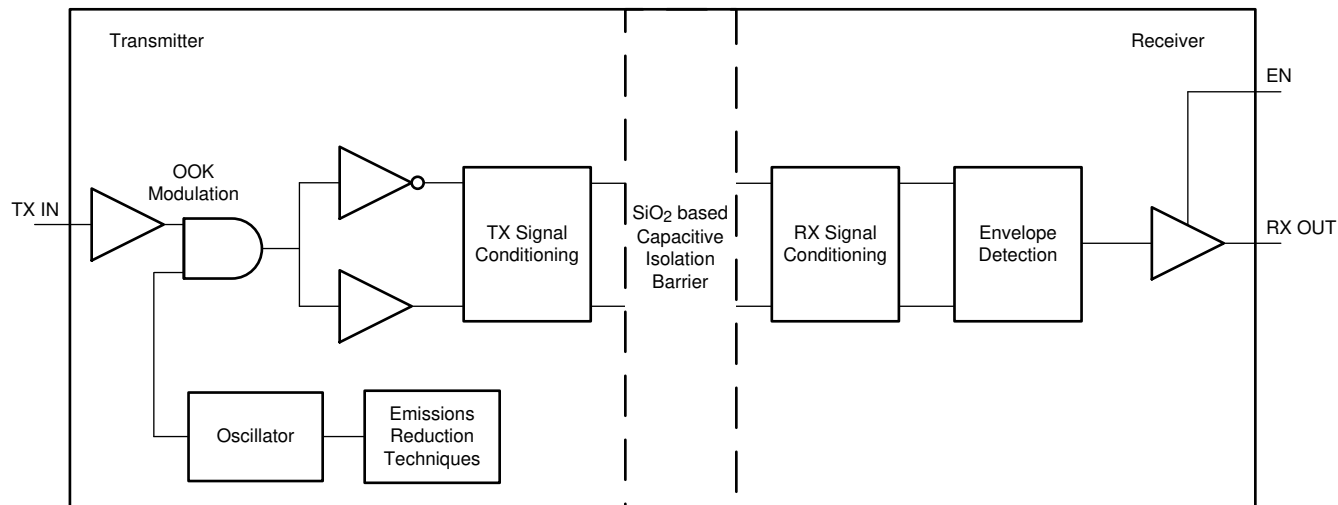 Transmitter
Receiver
EN
OOK
Modulation
TX IN
TX Signal
Conditioning
SiO2 based
Capacitive
Isolation
Barrier
RX Signal
Conditioning
Envelope
Detection
RX OUT
Oscillator
Emissions
Reduction
Techniques